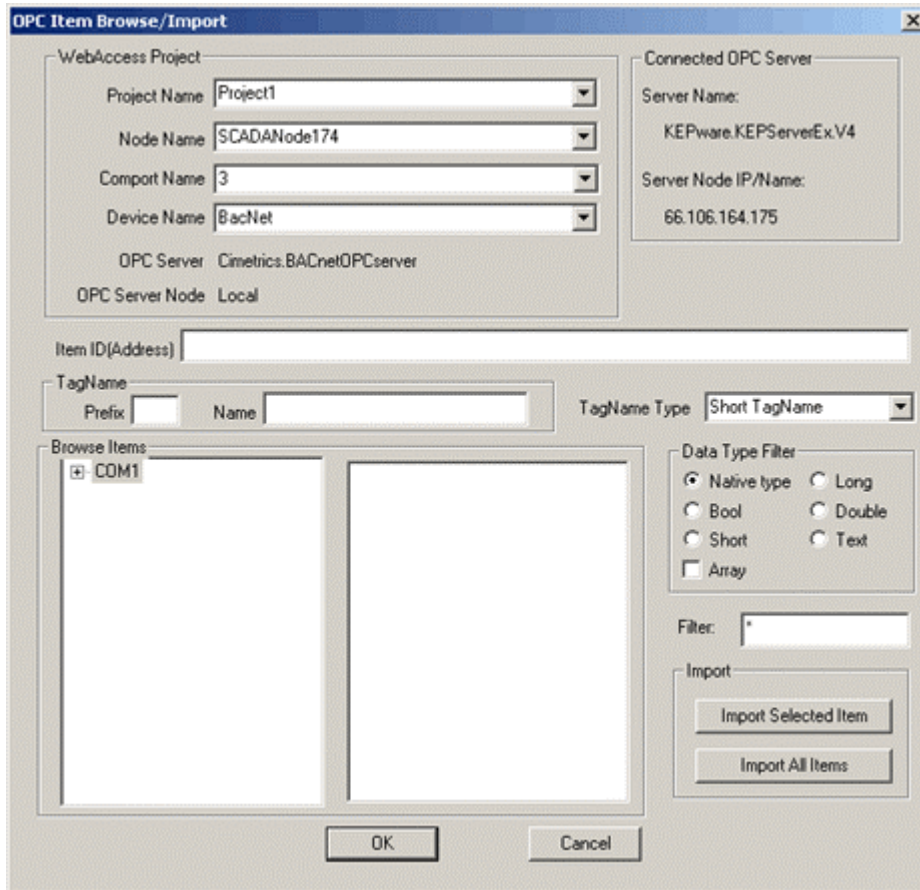 OPC Item Browse/Import
WebAccess Project
Project Name Project1
Node Name SCADANode174
Comport Name 3
Device Name BacNet
OPC Server Cimetrics.BACnetOPCserver
OPC Server Node Local
Connected OPC Server
Server Name:
KEPware.KEPServerEx.V4
Server Node IP/Name:
66.106.164.175
Item ID(Address)
TagName
Prefix Name
TagName Type Short TagName
Browse Items
COM1
Data Type Filter
Native type Long
Bool Double
Short Text
Array
Filter: *
Import
Import Selected Item
Import All Items
OK Cancel